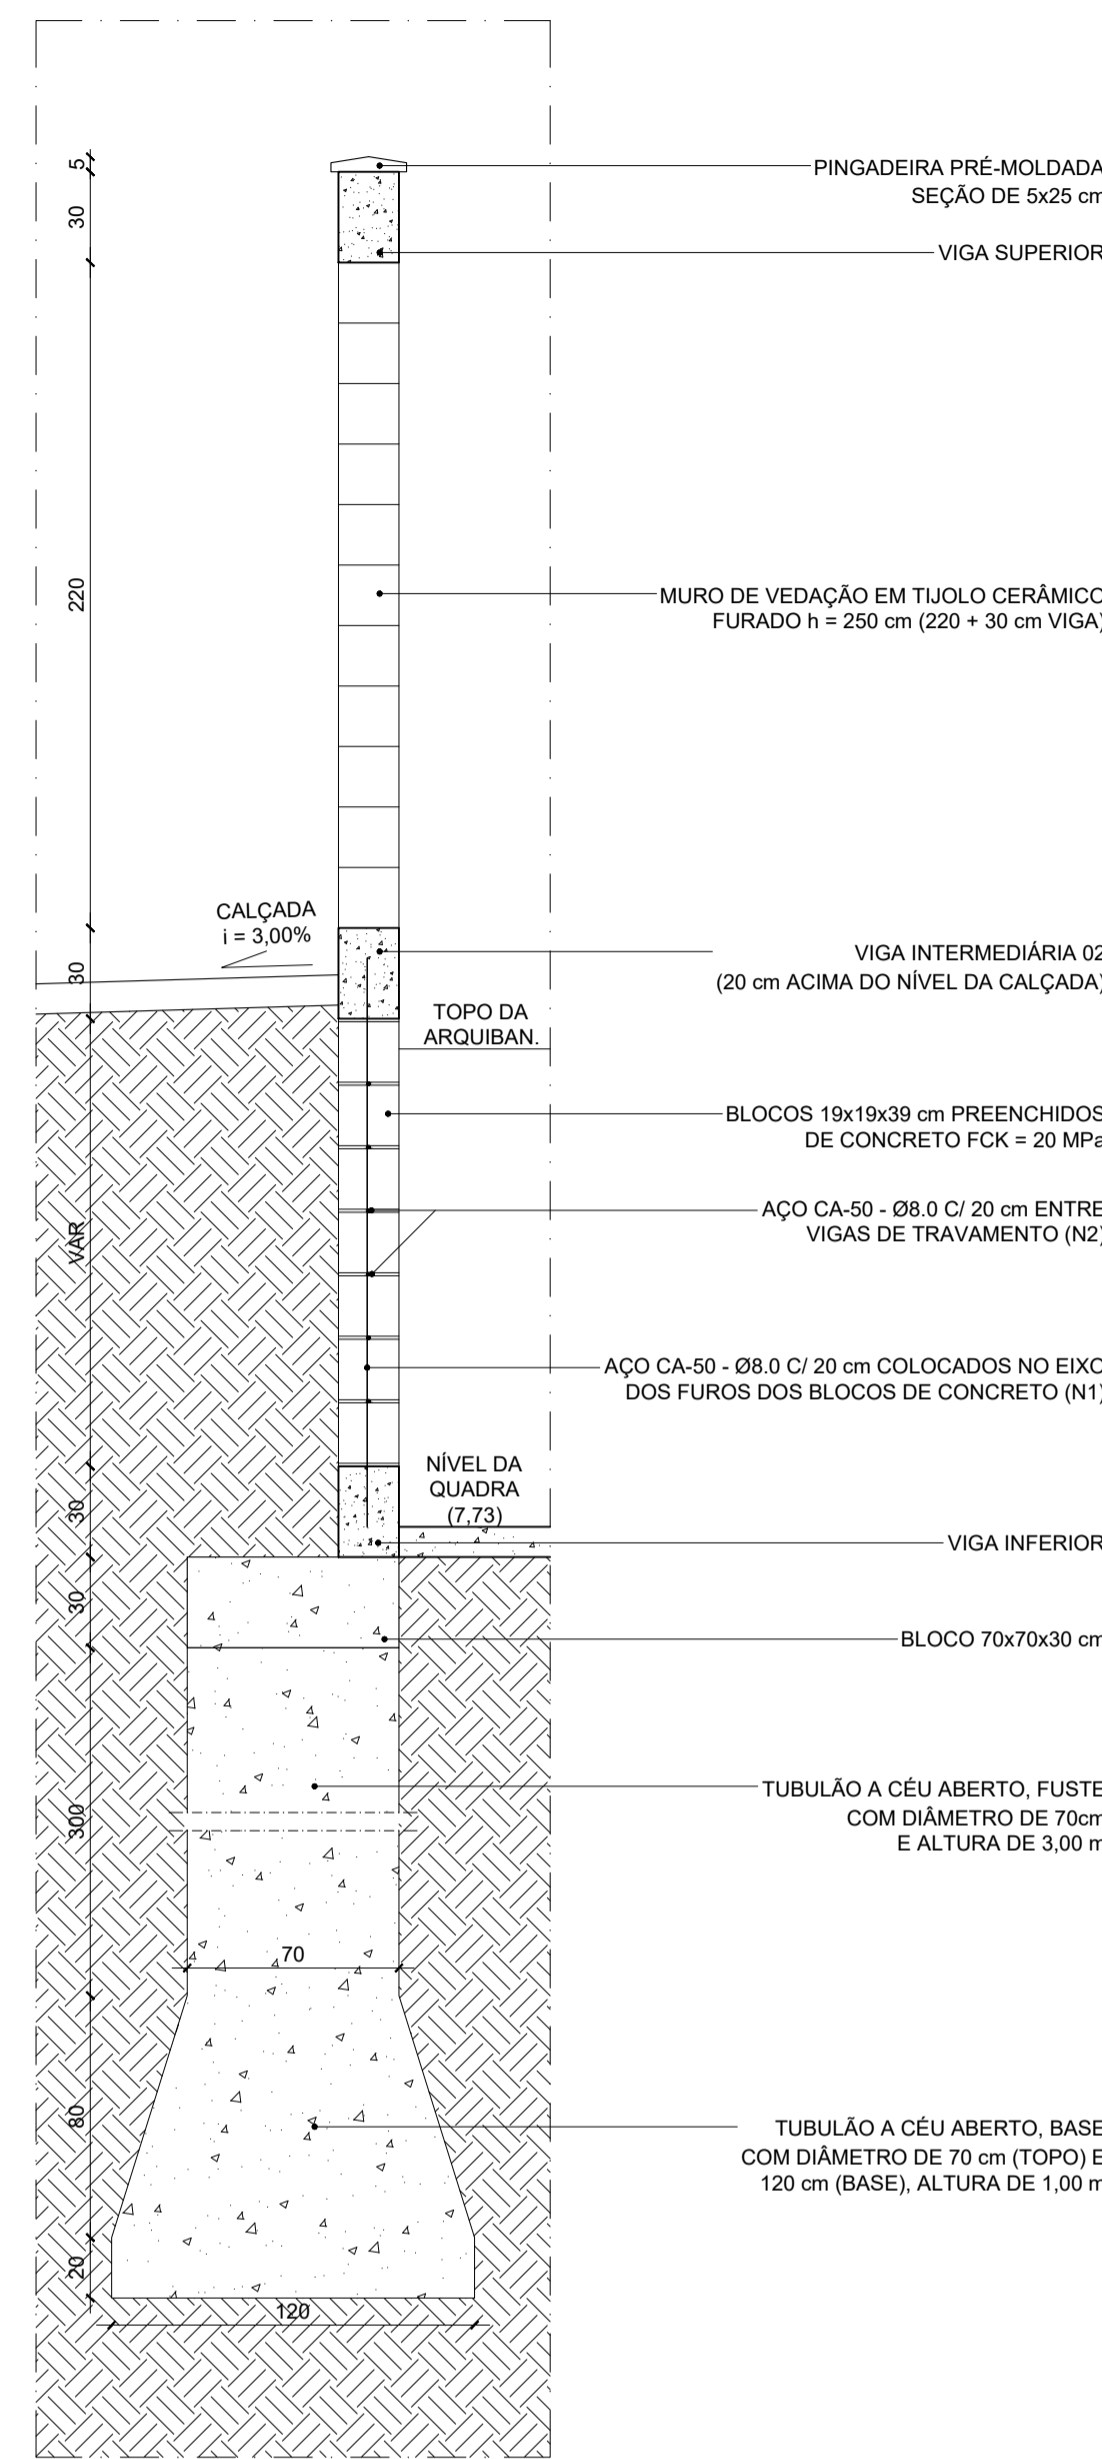 5
PINGADEIRA PRÉ-MOLDADA
SEÇÃO DE 5x25 cm
30
VIGA SUPERIOR
220
MURO DE VEDAÇÃO EM TIJOLO CERÂMICO
FURADO h = 250 cm (220 + 30 cm VIGA)
CALÇADA
i = 3,00%
30
VIGA INTERMEDIÁRIA 02
(20 cm ACIMA DO NÍVEL DA CALÇADA)
TOPO DA
ARQUIBAN.
BLOCOS 19x19x39 cm PREENCHIDOS
DE CONCRETO FCK = 20 MPa
VAR
AÇO CA-50 - Ø8.0 C/ 20 cm ENTRE
VIGAS DE TRAVAMENTO (N2)
AÇO CA-50 - Ø8.0 C/ 20 cm COLOCADOS NO EIXO
DOS FUROS DOS BLOCOS DE CONCRETO (N1)
NÍVEL DA
QUADRA
(7,73)
30
VIGA INFERIOR
30
BLOCO 70x70x30 cm
300
TUBULÃO A CÉU ABERTO, FUSTE
COM DIÂMETRO DE 70cm
E ALTURA DE 3,00 m
70
80
TUBULÃO A CÉU ABERTO, BASE
COM DIÂMETRO DE 70 cm (TOPO) E
120 cm (BASE), ALTURA DE 1,00 m
20
120